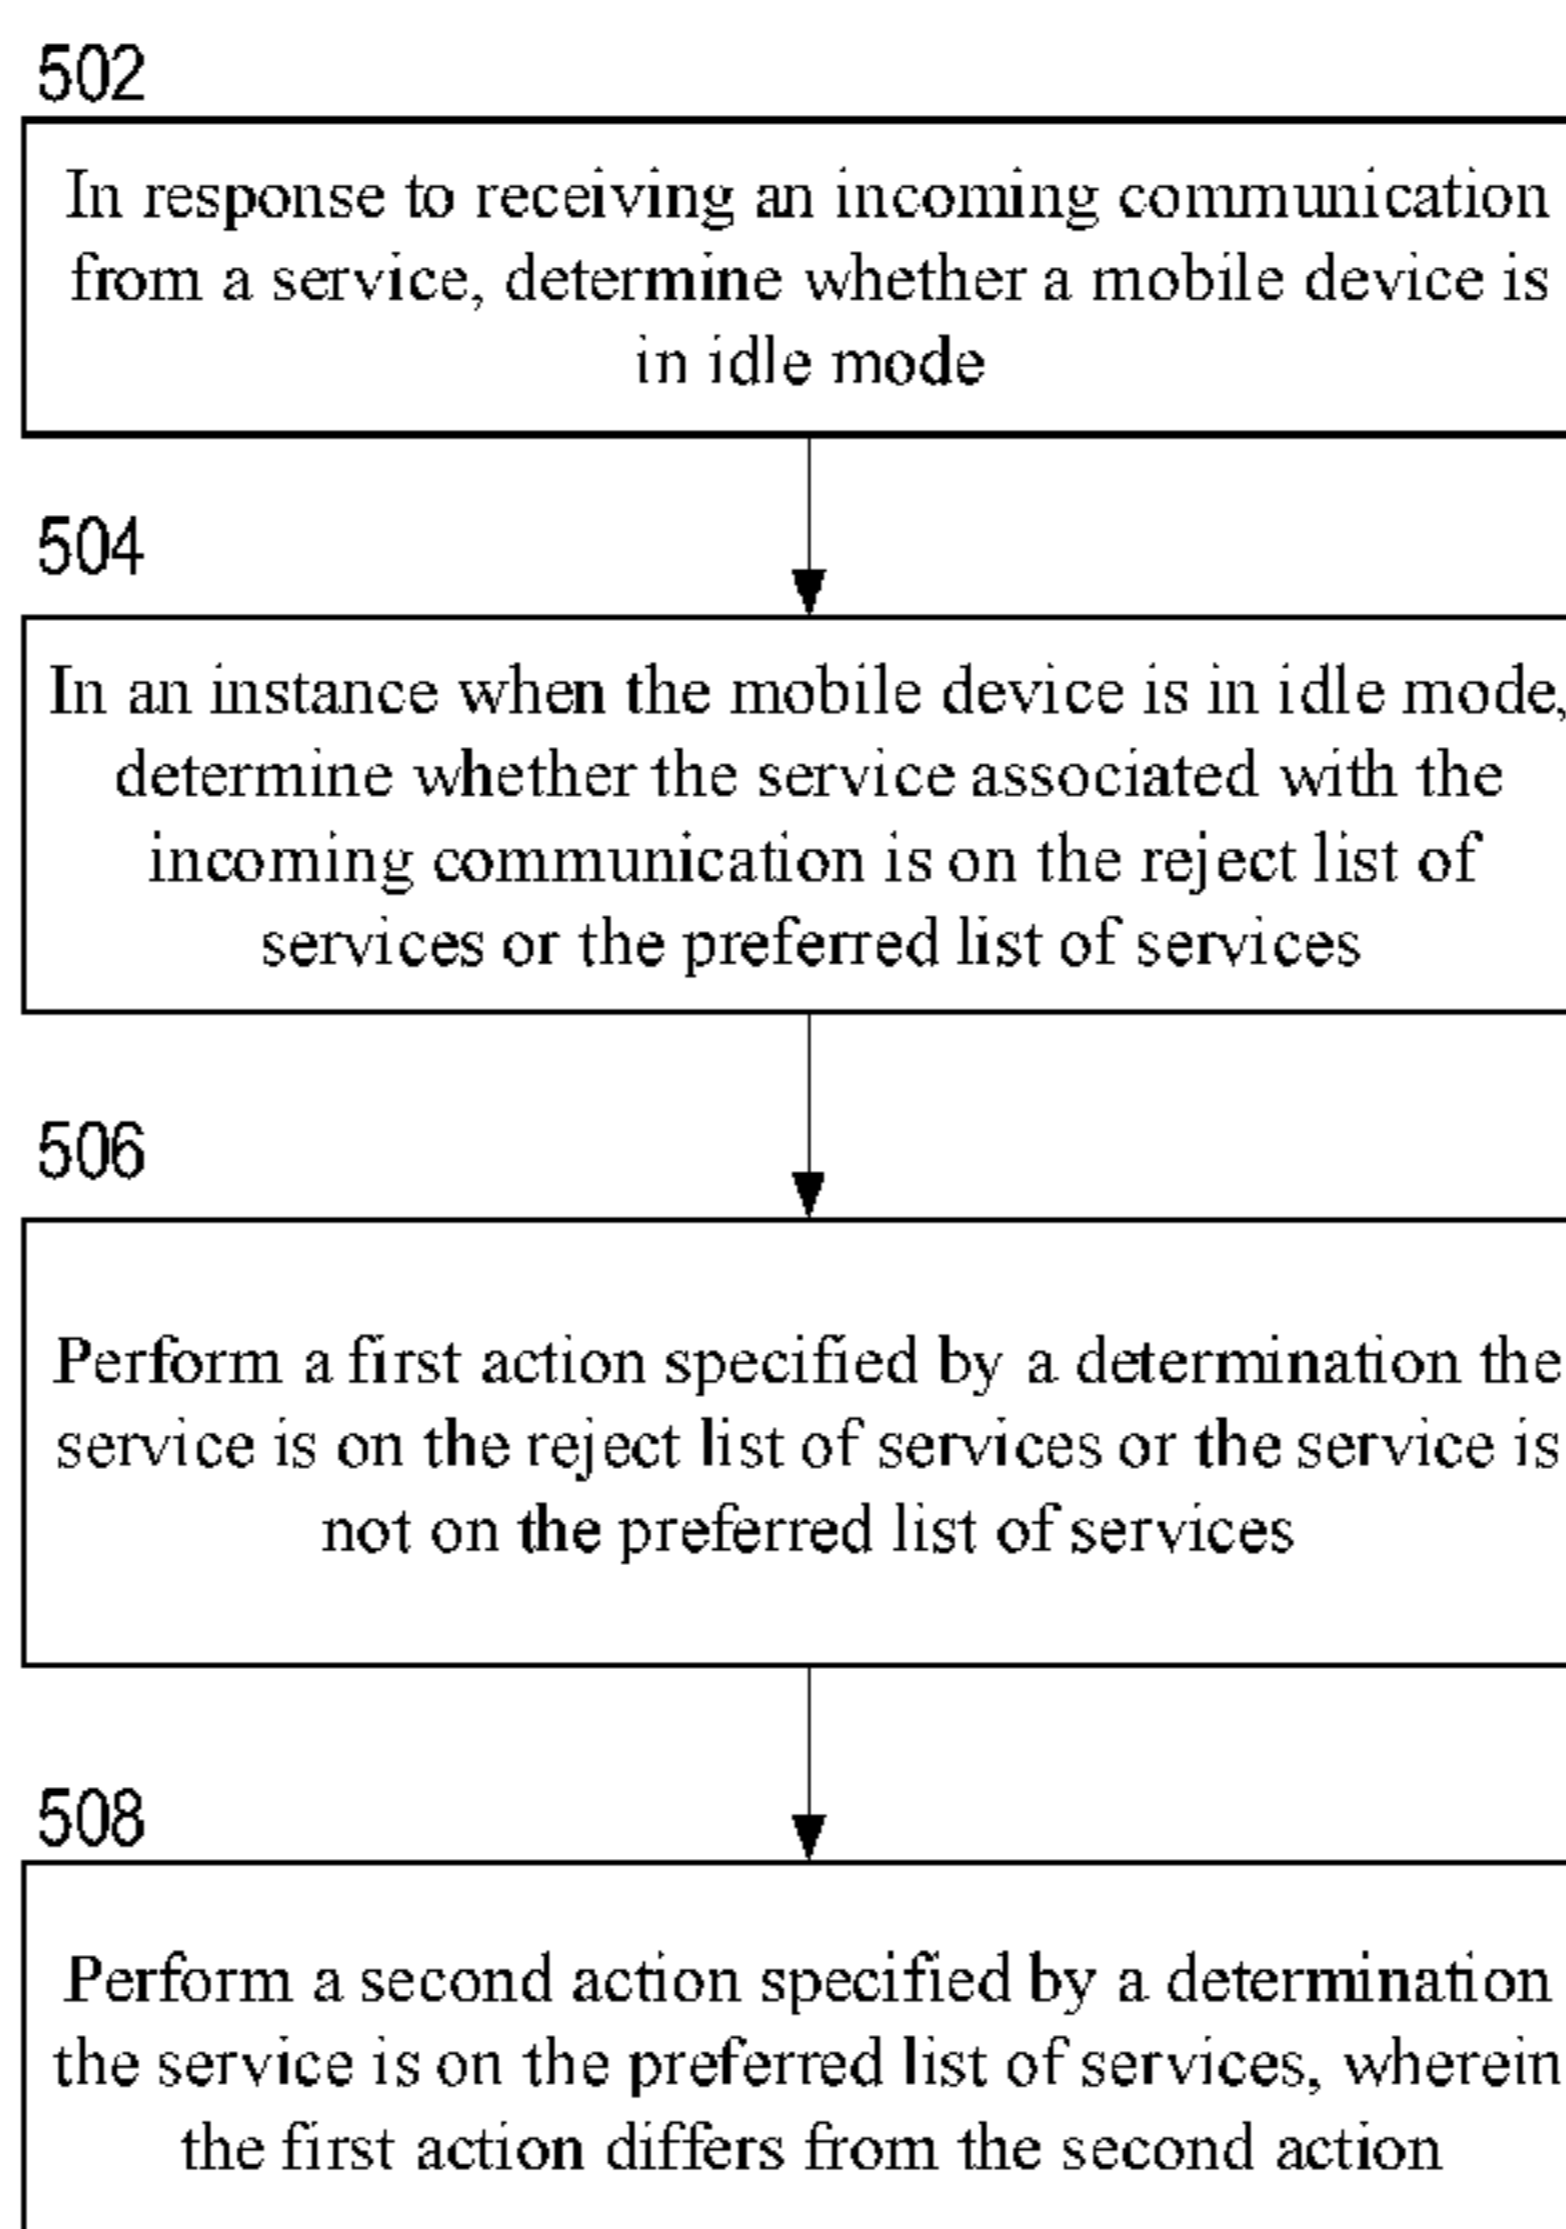 502
In response to receiving an incoming communication
from a service, determine whether a mobile device is
in idle mode
504
In an instance when the mobile device is in idle mode,
determine whether the service associated with the
incoming communication is on the reject list of
services or the preferred list of services
506
Perform a first action specified by a determination the
service is on the reject list of services or the service is
not on the preferred list of services
508
Perform a second action specified by a determination
the service is on the preferred list of services, wherein
the first action differs from the second action